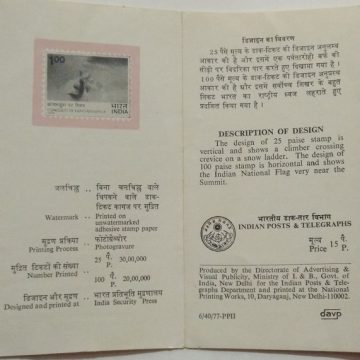 1.00
भारत
INDIA
जलचिह्न .. बिना जलचिह्न वाले
चिपकने वाले डाक-
टिकट कागज पर मुद्रित
Watermark .. Printed on
unwatermarked
adhesive stamp paper
मुद्रण प्रक्रिया .. फोटोग्रेव्योर
Printing Process .. Photogravure
मुद्रित टिकटों की संख्या 25 प. P. 30,00,000
Number Printed 100 प. P. 20,00,000
डिजाइन और मुद्रण .. भारत प्रतिभूति मुद्रणालय
Designed and printed at .. India Security Press
डिजाइन का विवरण
25 पैसे मूल्य के डाक-टिकट की डिजाइन अनुलम्ब
आकार की है और इसमें एक पर्वतारोही बर्फ की
सीढ़ी पर विदरिका पार करते हुए दिखाया गया है।
100 पैसे मूल्य के डाक-टिकट की डिजाइन अनुप्रस्थ
आकार की है और इसमें सर्वोच्च शिखर के बहुत
निकट भारत का राष्ट्रीय ध्वज लहराते हुए
प्रदर्शित किया गया है।
DESCRIPTION OF DESIGN
The design of 25 paise stamp is
vertical and shows a climber crossing
crevice on a snow ladder. The design of
100 paise stamp is horizontal and shows
the Indian National Flag very near the
Summit.
भारतीय डाक-तार विभाग
INDIAN POSTS & TELEGRAPHS
मूल्य 15 प.
Price P.
Produced by the Directorate of Advertising &
Visual Publicity, Ministry of I. & B., Govt. of
India, New Delhi for the Indian Posts & Tele-
graphs Department and printed at the National
Printing Works, 10, Daryaganj, New Delhi-110002.
6/40/77-PPII davp